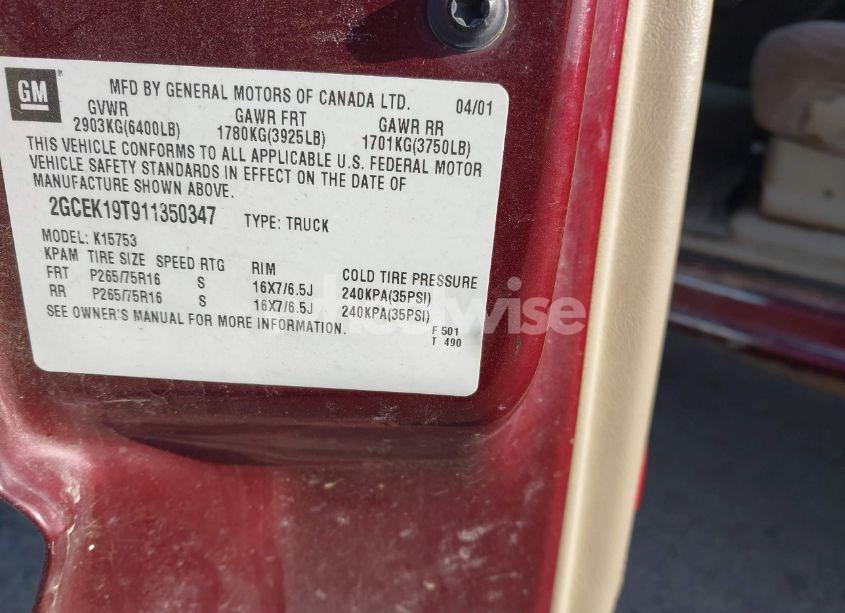 GM
MFD BY GENERAL MOTORS OF CANADA LTD. 04/01
GVWR GAWR FRT GAWR RR
2903KG(6400LB) 1780KG(3925LB) 1701KG(3750LB)
THIS VEHICLE CONFORMS TO ALL APPLICABLE U.S. FEDERAL MOTOR
VEHICLE SAFETY STANDARDS IN EFFECT ON THE DATE OF
MANUFACTURE SHOWN ABOVE.
2GCEK19T911350347 TYPE: TRUCK
MODEL: K15753
KPAM TIRE SIZE SPEED RTG RIM COLD TIRE PRESSURE
FRT P265/75R16 S 16X7/6.5J 240KPA(35PSI)
RR P265/75R16 S 16X7/6.5J 240KPA(35PSI)
SEE OWNER'S MANUAL FOR MORE INFORMATION. F 501
T 490